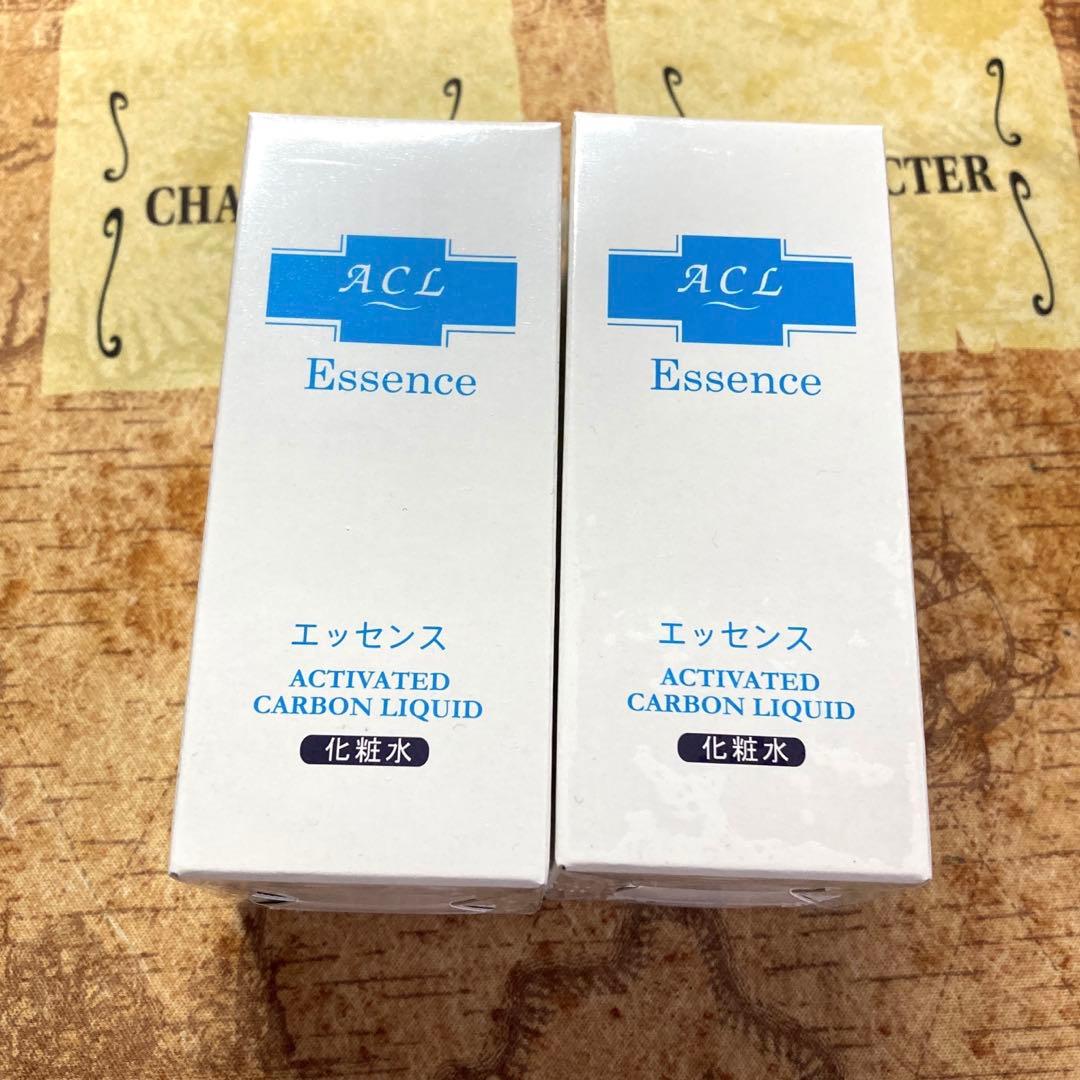 CHA
CTER
ACL
Essence
エッセンス
ACTIVATED
CARBON LIQUID
化粧水
ACL
Essence
エッセンス
ACTIVATED
CARBON LIQUID
化粧水